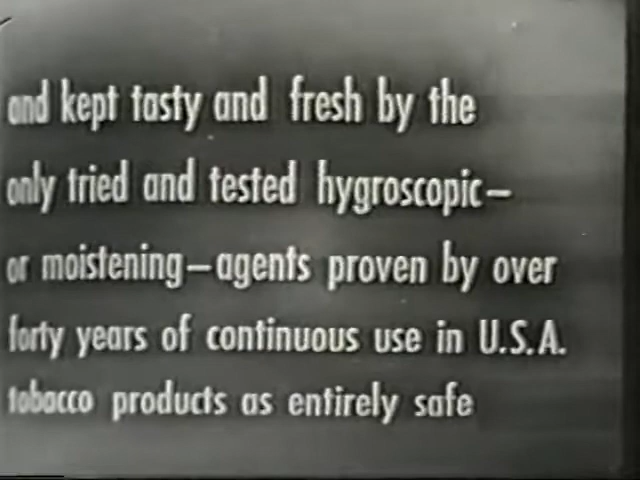 and kept tasty and fresh by the
only tried and tested hygroscopic—
or moistening—agents proven by over
forty years of continuous use in U.S.A.
tobacco products as entirely safe